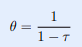 θ = 1 / (1 − τ)